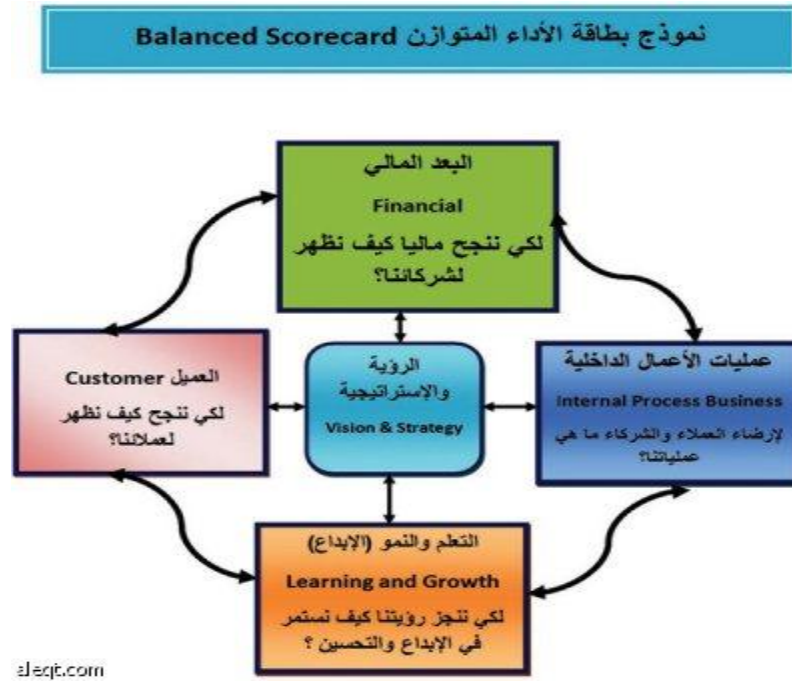 نموذج بطاقة الأداء المتوازن Balanced Scorecard
البعد المالي
Financial
لكي ننجح ماليا كيف نظهر
لشركائنا؟
عمليات الأعمال الداخلية
Internal Process Business
لإرضاء العملاء والشركاء ما هي
عملياتنا؟
الرؤية
والإستراتيجية
Vision & Strategy
العميل Customer
لكي ننجح كيف نظهر
لعملائنا؟
التعلم والنمو (الإبداع)
Learning and Growth
لكي ننجز رؤيتنا كيف نستمر
في الإبداع والتحسين ؟
aleqt.com